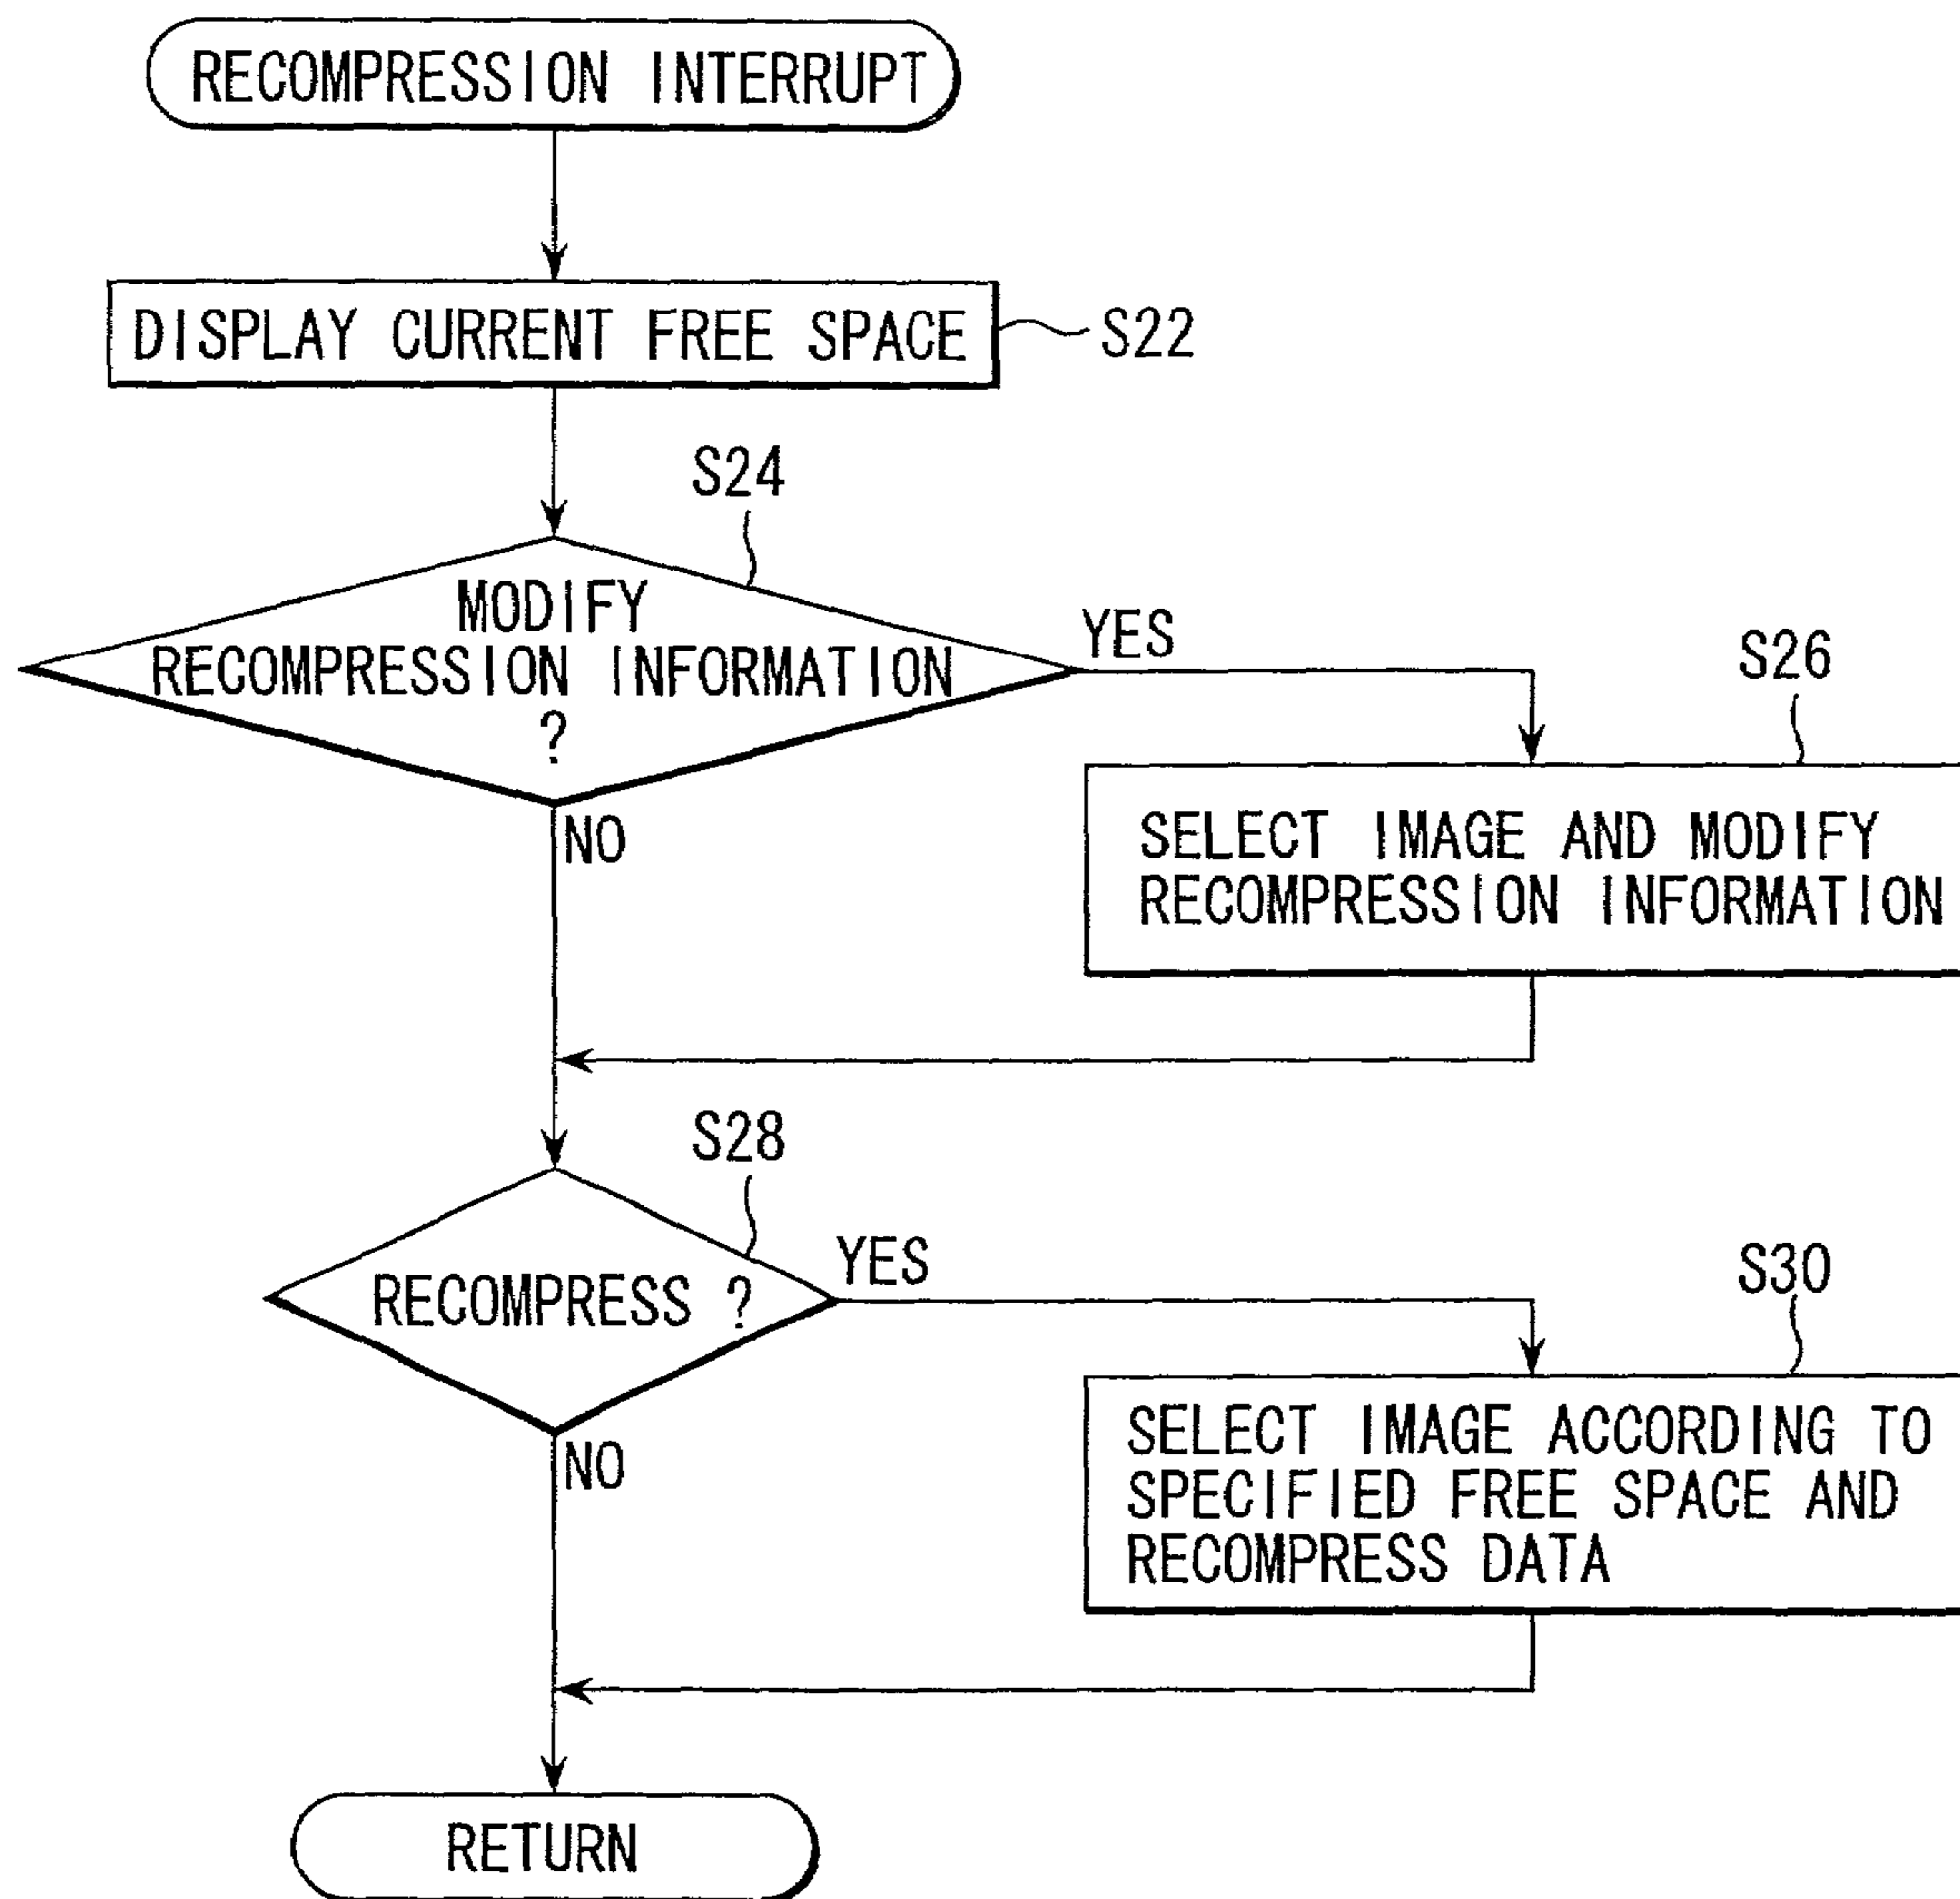 RECOMPRESSION INTERRUPT
DISPLAY CURRENT FREE SPACE
S22
S24
MODIFY
RECOMPRESSION INFORMATION
?
YES
NO
S26
SELECT IMAGE AND MODIFY
RECOMPRESSION INFORMATION
S28
RECOMPRESS ?
YES
NO
S30
SELECT IMAGE ACCORDING TO
SPECIFIED FREE SPACE AND
RECOMPRESS DATA
RETURN